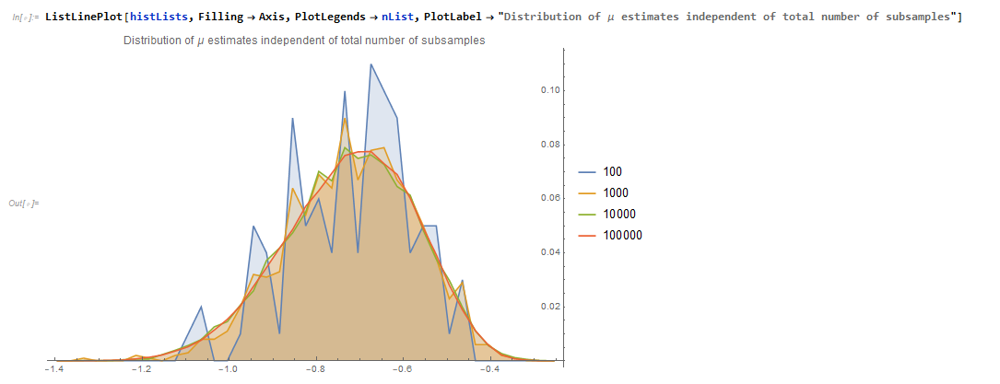 In[ ]:= ListLinePlot[histLists, Filling → Axis, PlotLegends → nList, PlotLabel → "Distribution of μ estimates independent of total number of subsamples"]
Distribution of μ estimates independent of total number of subsamples
Out[ ]=
0.10
0.08
0.06
0.04
0.02
-1.4 -1.2 -1.0 -0.8 -0.6 -0.4
100
1000
10000
100000